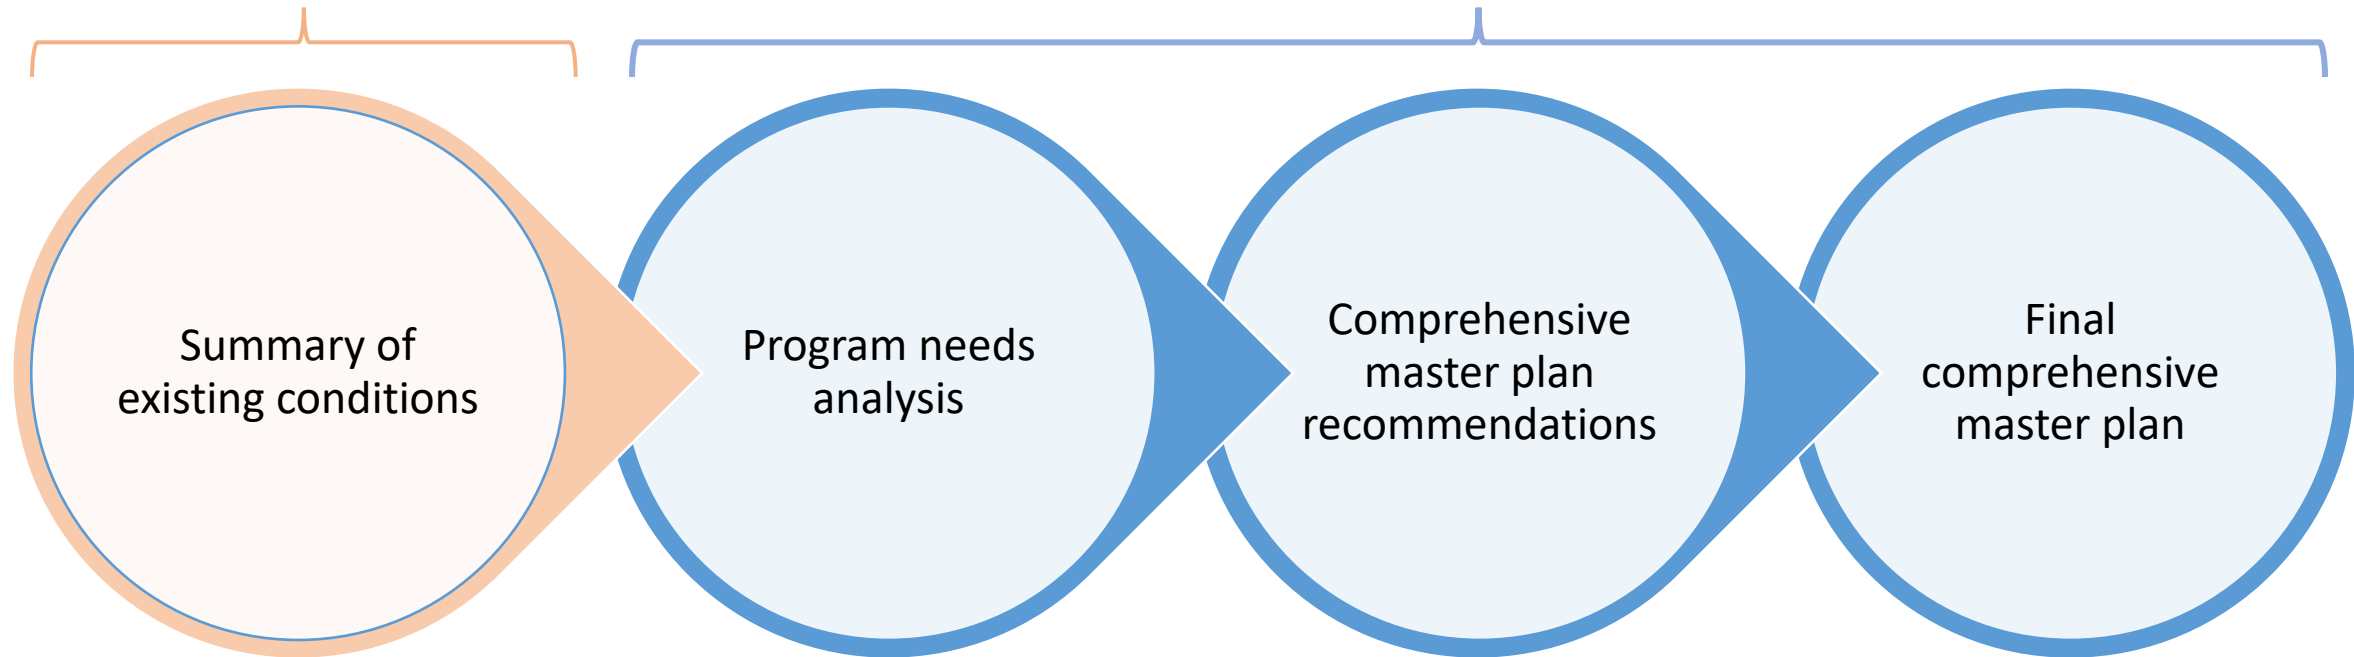 Summary of
existing conditions
Program needs
analysis
Comprehensive
master plan
recommendations
Final
comprehensive
master plan